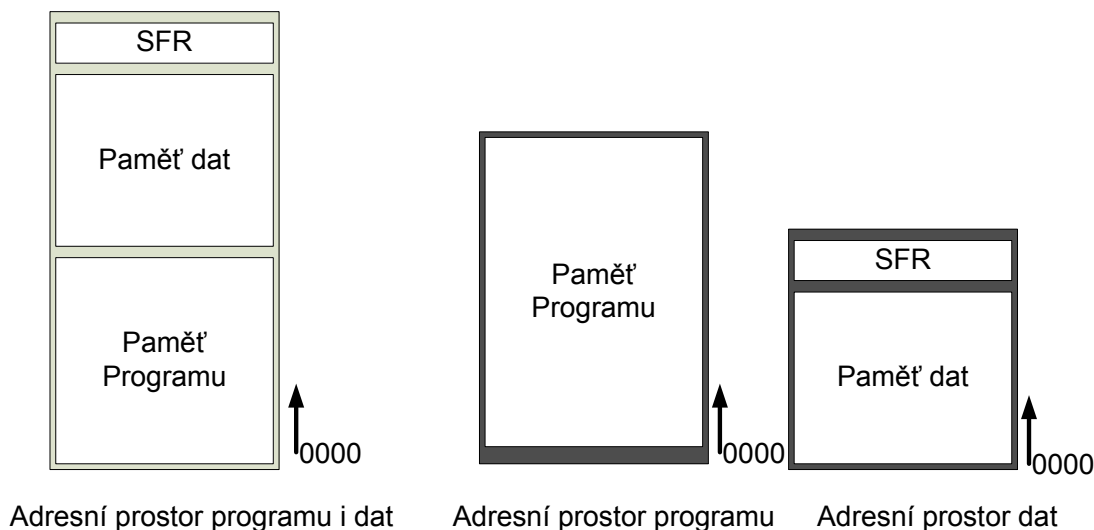 SFR
Paměť dat
Paměť
Programu
0000
Adresní prostor programu i dat
Paměť
Programu
0000
Adresní prostor programu
SFR
Paměť dat
0000
Adresní prostor dat